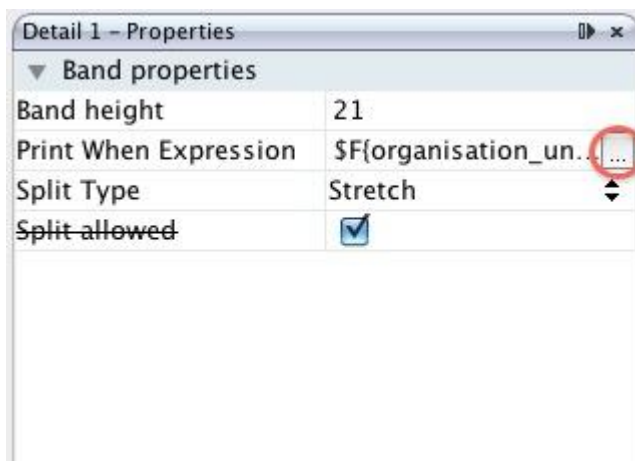 Detail 1 - Properties
Band properties
Band height 21
Print When Expression $F{organisation_un... ...
Split Type Stretch
Split allowed